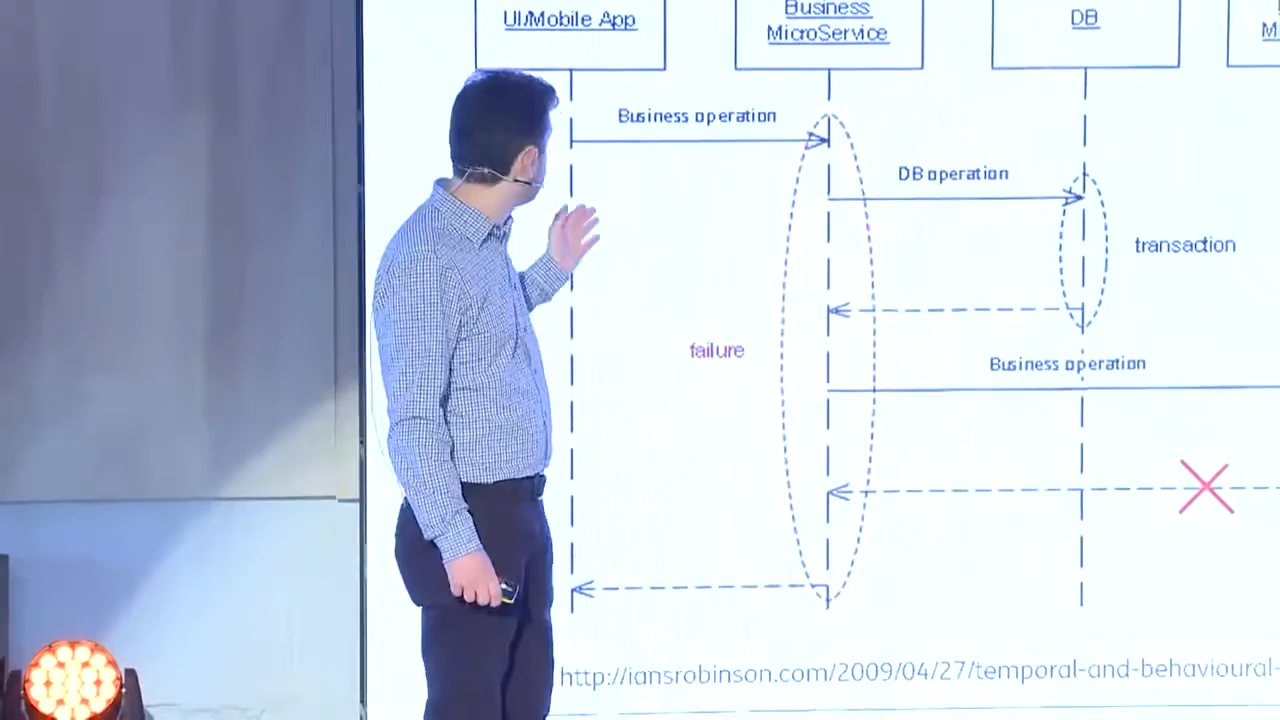 UI/Mobile App
Business
MicroService
DB
Business operation
DB operation
transaction
failure
Business operation
http://iansrobinson.com/2009/04/27/temporal-and-behavioural-